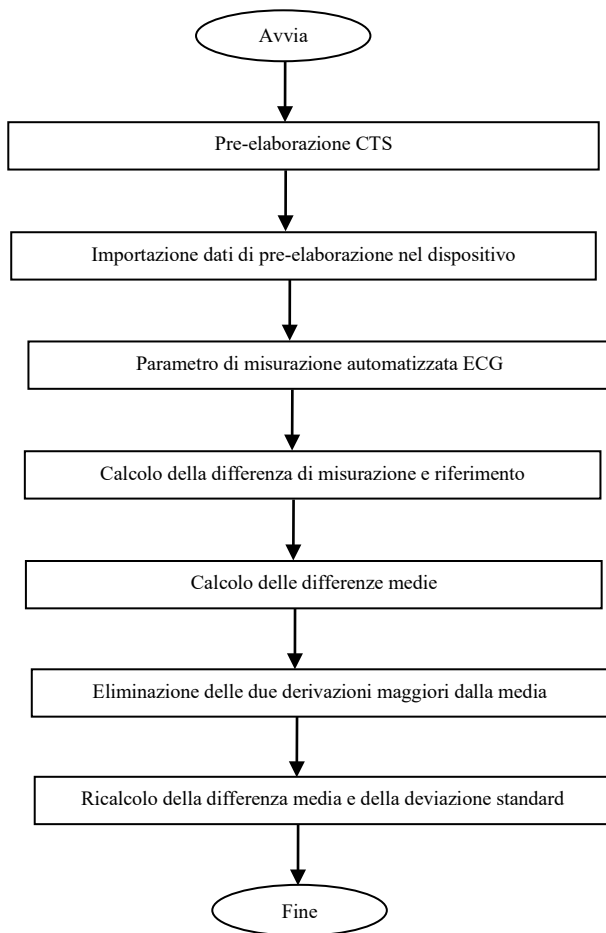 Avvia
Pre-elaborazione CTS
Importazione dati di pre-elaborazione nel dispositivo
Parametro di misurazione automatizzata ECG
Calcolo della differenza di misurazione e riferimento
Calcolo delle differenze medie
Eliminazione delle due derivazioni maggiori dalla media
Ricalcolo della differenza media e della deviazione standard
Fine